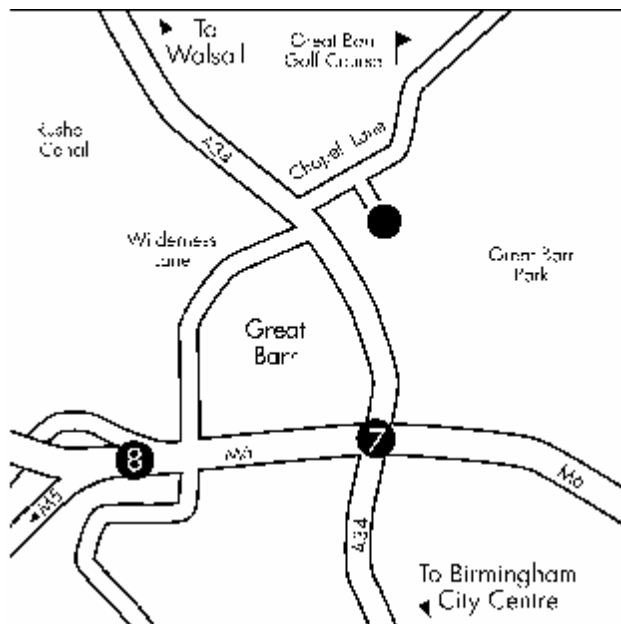 To
Walsall
Great Barr
Golf Course
Rusha
Canal
A34
Chapel Lane
Wilderness
Lane
Great Barr
Park
Great
Barr
8
7
M6
M6
M5
A34
To Birmingham
City Centre